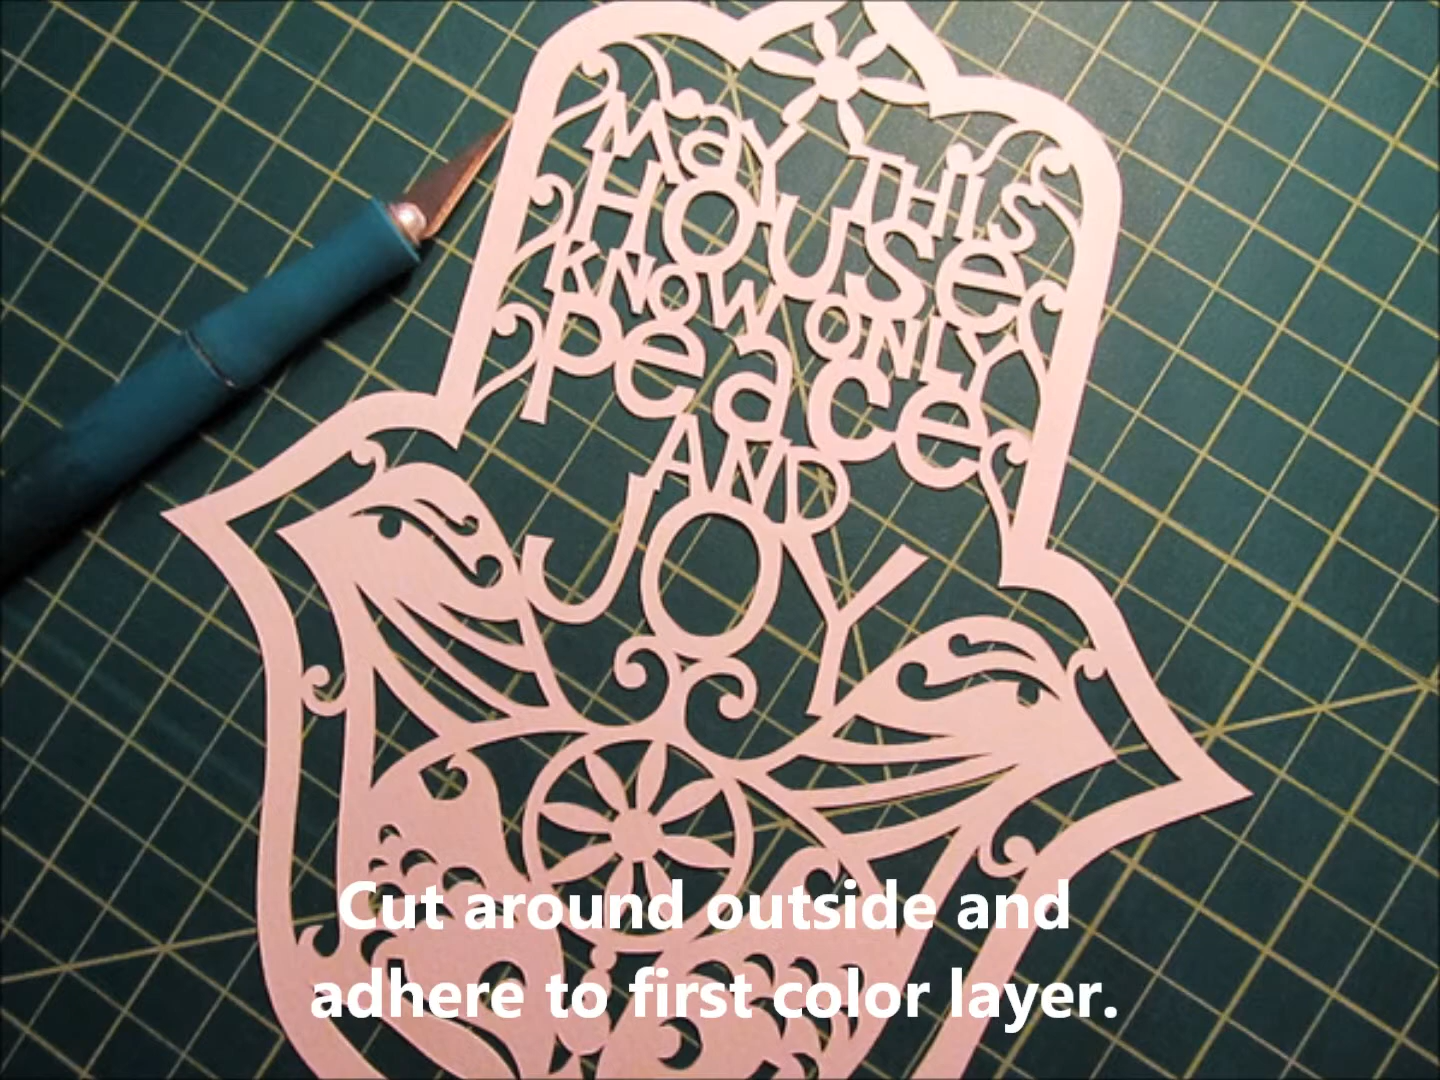 May THIS
House
KNOW ONLY
Peace
AND
JOY
Cut around outside and
adhere to first color layer.